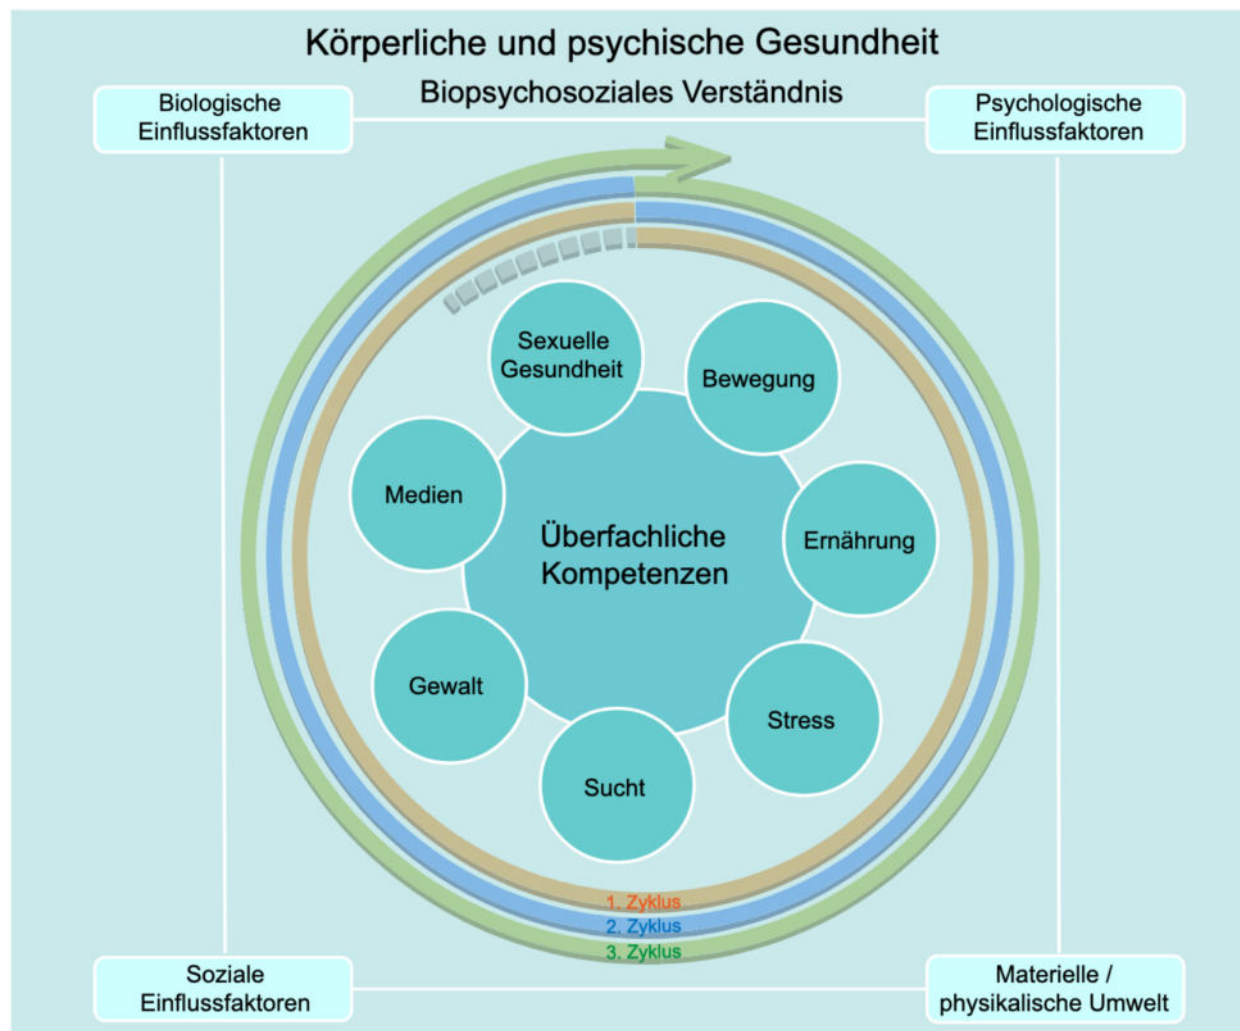 Körperliche und psychische Gesundheit
Biopsychosoziales Verständnis
Biologische
Einflussfaktoren
Psychologische
Einflussfaktoren
Sexuelle
Gesundheit
Bewegung
Medien
Ernährung
Überfachliche
Kompetenzen
Gewalt
Stress
Sucht
1. Zyklus
2. Zyklus
3. Zyklus
Soziale
Einflussfaktoren
Materielle /
physikalische Umwelt